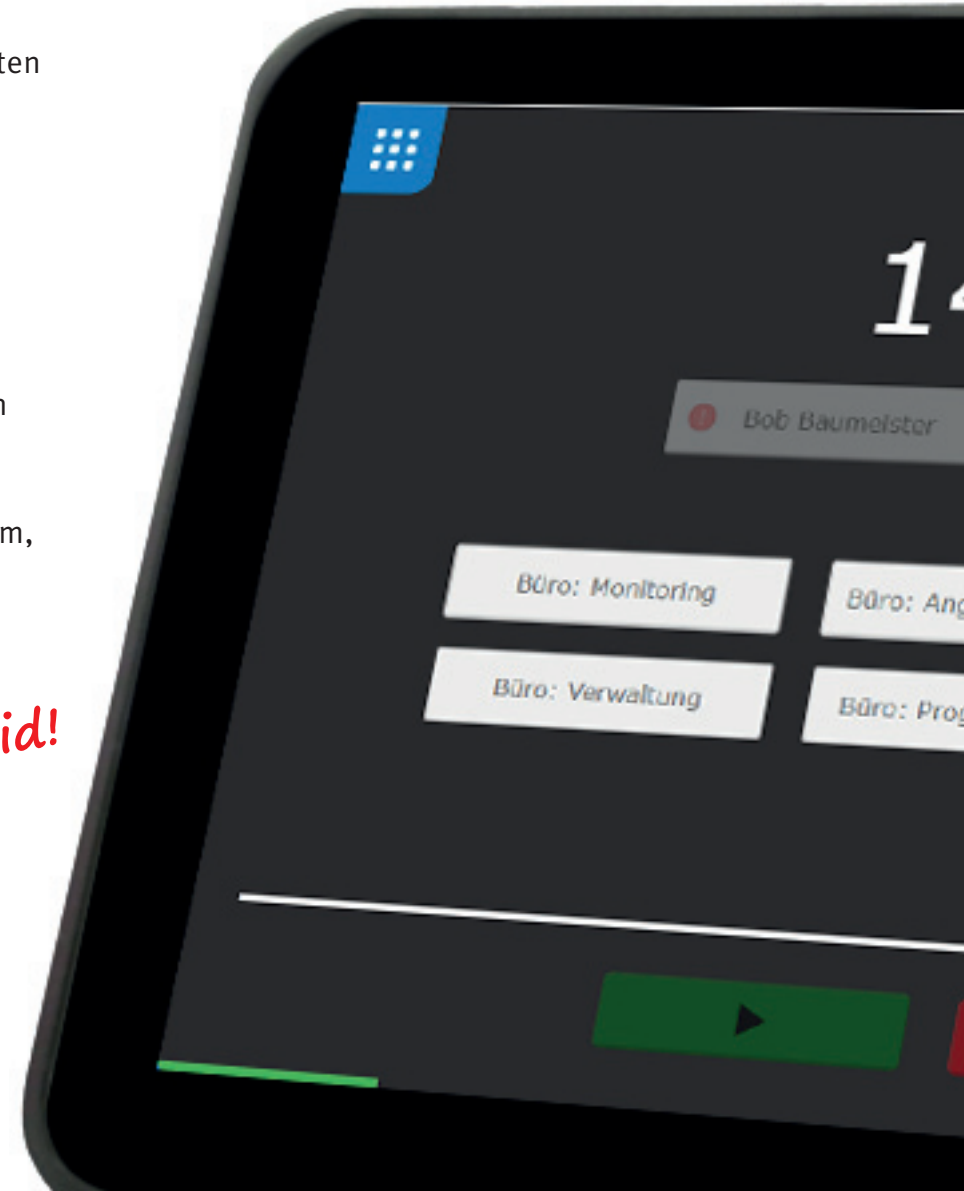 ten
n
m,
id!
14
Bob Baumeister
Büro: Monitoring
Büro: Ang
Büro: Verwaltung
Büro: Prog